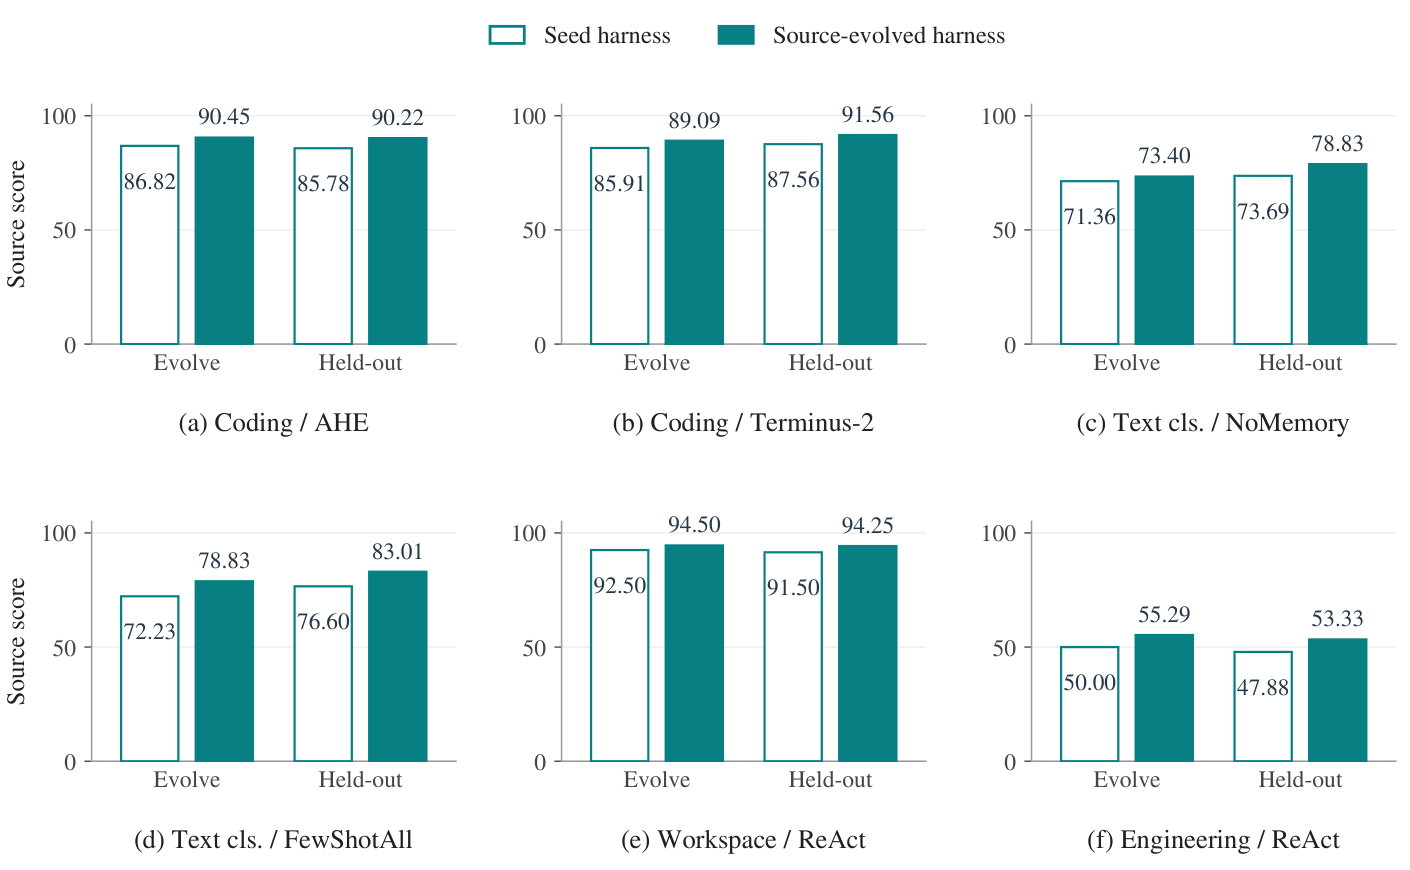 Seed harness
Source-evolved harness
Source score
100
50
0
86.82
90.45
85.78
90.22
Evolve
Held-out
(a) Coding / AHE
100
50
0
85.91
89.09
87.56
91.56
Evolve
Held-out
(b) Coding / Terminus-2
100
50
0
71.36
73.40
73.69
78.83
Evolve
Held-out
(c) Text cls. / NoMemory
Source score
100
50
0
72.23
78.83
76.60
83.01
Evolve
Held-out
(d) Text cls. / FewShotAll
100
50
0
92.50
94.50
91.50
94.25
Evolve
Held-out
(e) Workspace / ReAct
100
50
0
50.00
55.29
47.88
53.33
Evolve
Held-out
(f) Engineering / ReAct